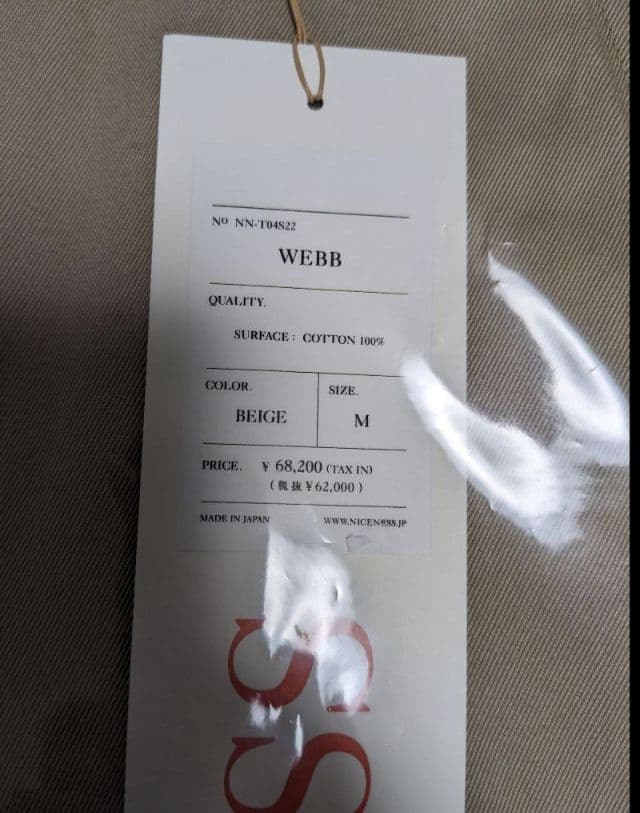 No NN-T04S22
WEBB
QUALITY.
SURFACE : COTTON 100%
COLOR.
BEIGE
SIZE.
M
PRICE. ¥ 68,200 (TAX IN)
(税抜¥62,000)
MADE IN JAPAN
WWW.NICENESS.JP
SS